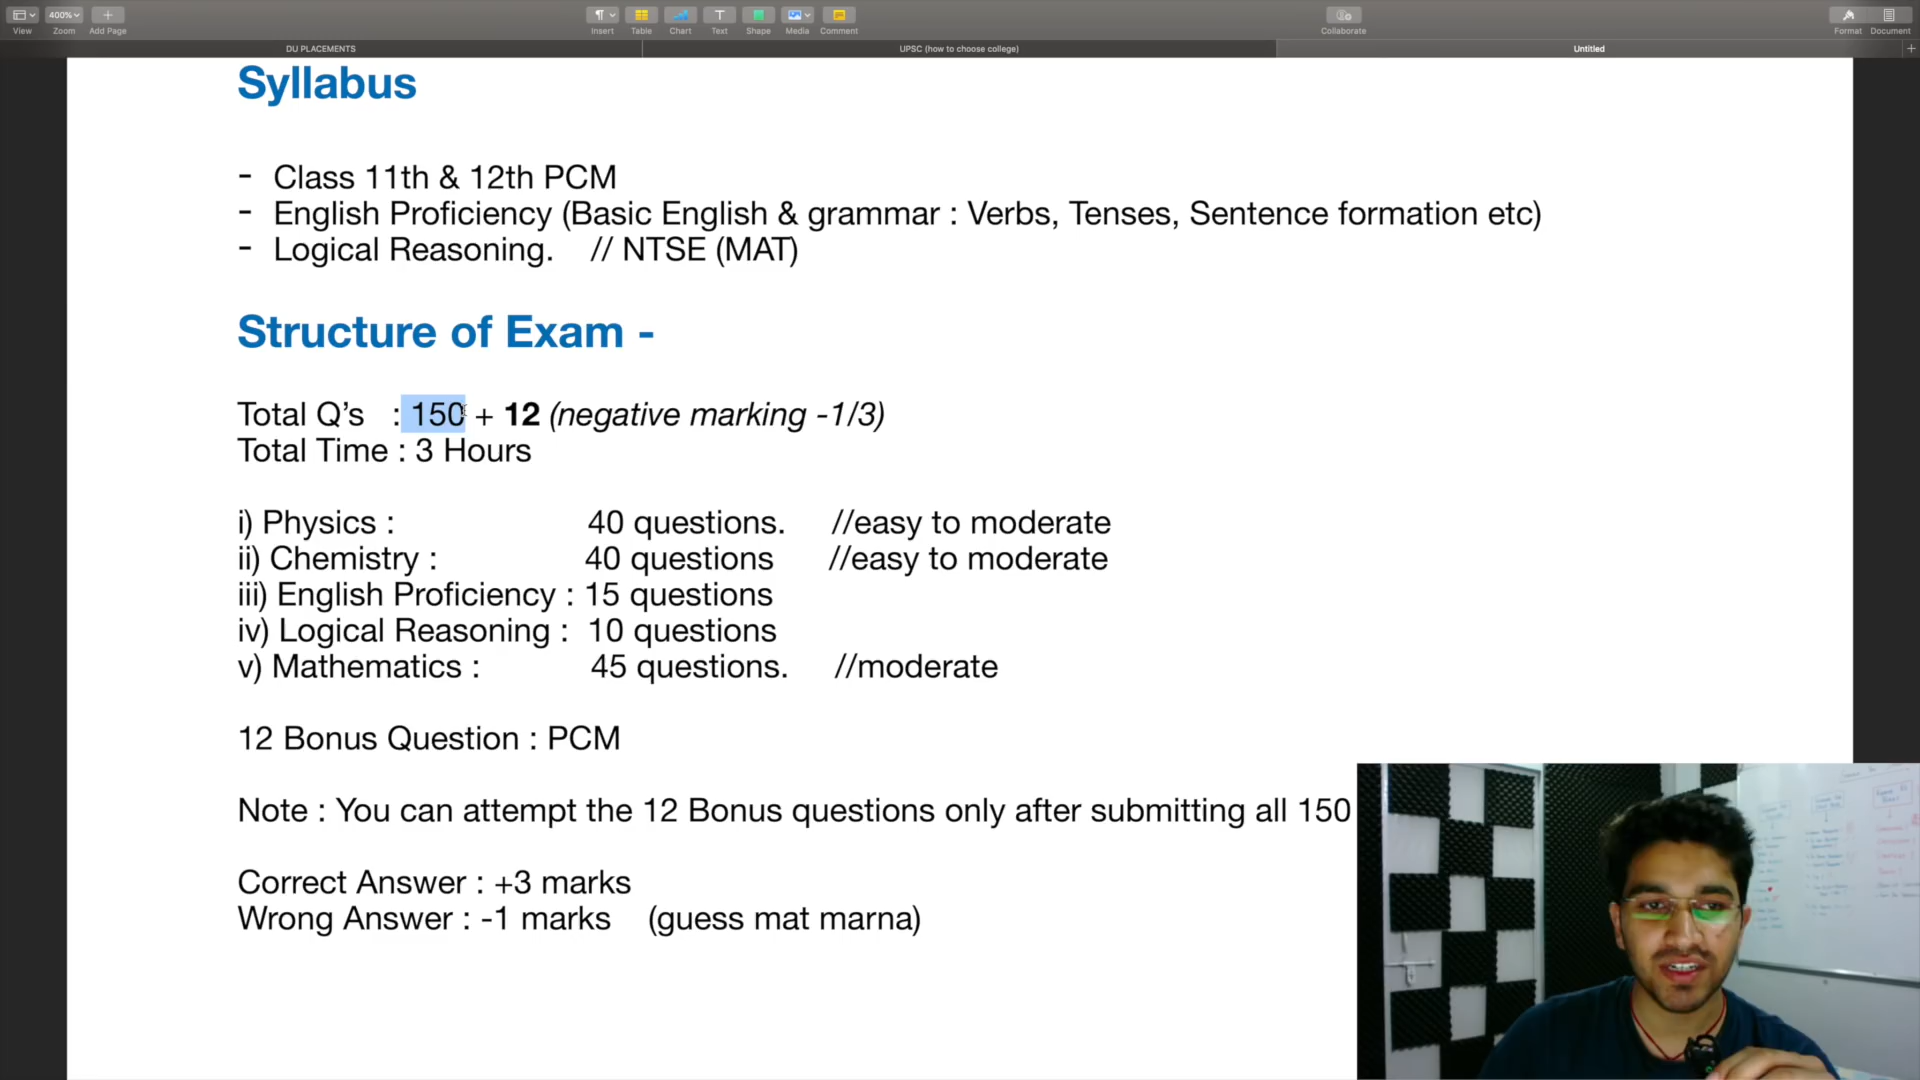 400%
View
Zoom
Add Page
Insert
Table
Chart
Text
Shape
Media
Comment
Collaborate
Format
Document
DU PLACEMENTS
UPSC (how to choose college)
Untitled
Syllabus
- Class 11th & 12th PCM
- English Proficiency (Basic English & grammar : Verbs, Tenses, Sentence formation etc)
- Logical Reasoning. // NTSE (MAT)
Structure of Exam -
Total Q’s : 150 + 12 (negative marking -1/3)
Total Time : 3 Hours
i) Physics : 40 questions. //easy to moderate
ii) Chemistry : 40 questions //easy to moderate
iii) English Proficiency : 15 questions
iv) Logical Reasoning : 10 questions
v) Mathematics : 45 questions. //moderate
12 Bonus Question : PCM
Note : You can attempt the 12 Bonus questions only after submitting all 150
Correct Answer : +3 marks
Wrong Answer : -1 marks (guess mat marna)